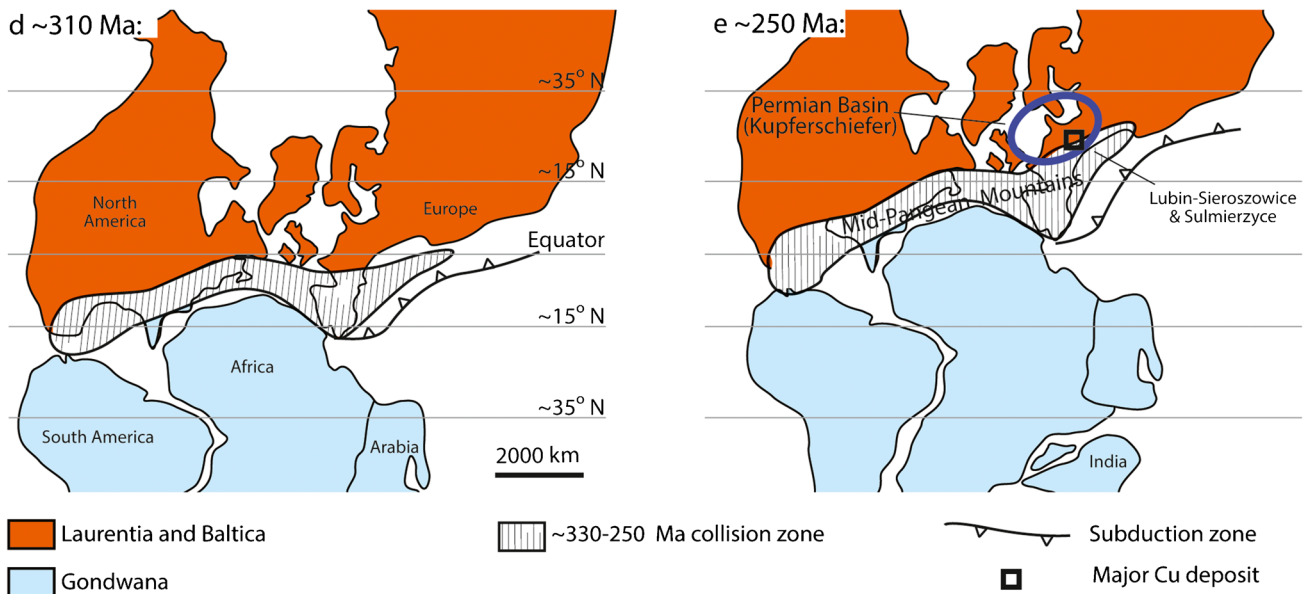 d ~310 Ma:
~35° N
~15° N
North
America
Europe
Equator
~15° N
Africa
~35° N
South America
Arabia
2000 km
e ~250 Ma:
Permian Basin
(Kupferschiefer)
Mid-Pangean Mountains
Lubin-Sieroszowice
& Sulmierzyce
India
Laurentia and Baltica
~330-250 Ma collision zone
Subduction zone
Gondwana
Major Cu deposit